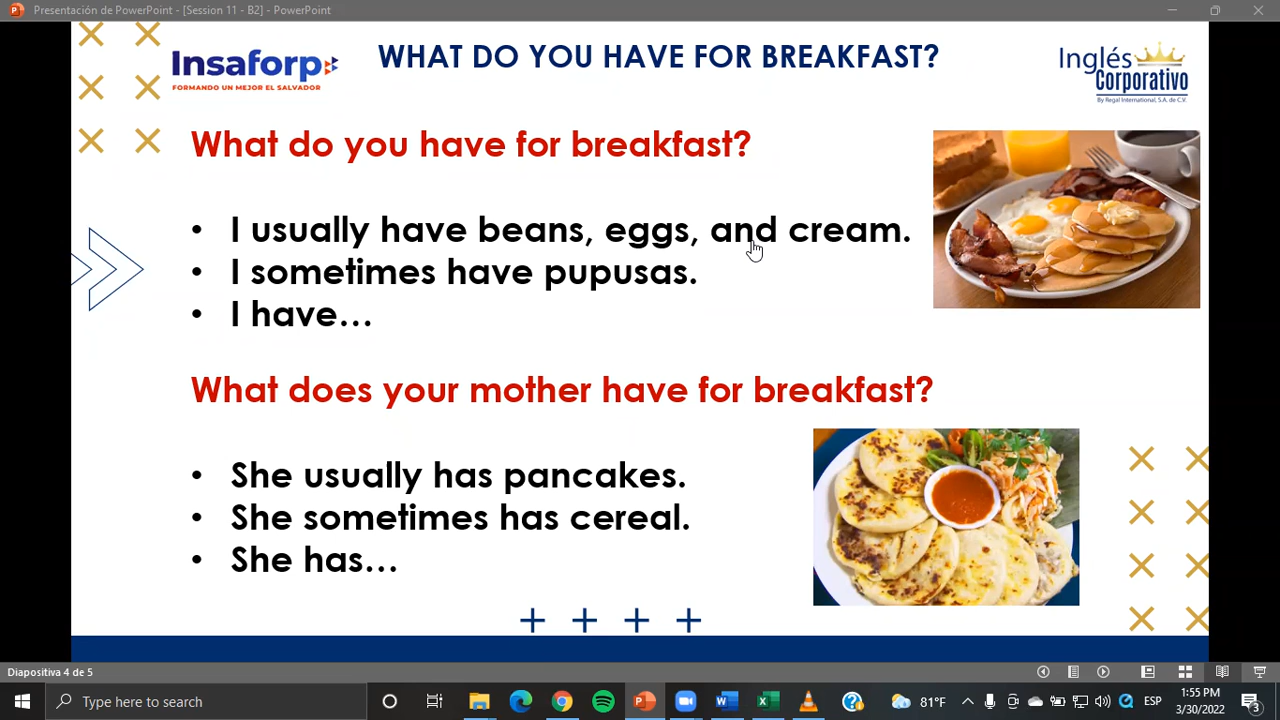 Presentación de PowerPoint - [Session 11 - B2] - PowerPoint
Insaforp
FORMANDO UN MEJOR EL SALVADOR
WHAT DO YOU HAVE FOR BREAKFAST?
Inglés
Corporativo
By Regal International, S.A. de C.V.
What do you have for breakfast?
• I usually have beans, eggs, and cream.
• I sometimes have pupusas.
• I have…
What does your mother have for breakfast?
• She usually has pancakes.
• She sometimes has cereal.
• She has…
Diapositiva 4 de 5
Type here to search
81°F
ESP
1:55 PM
3/30/2022
3